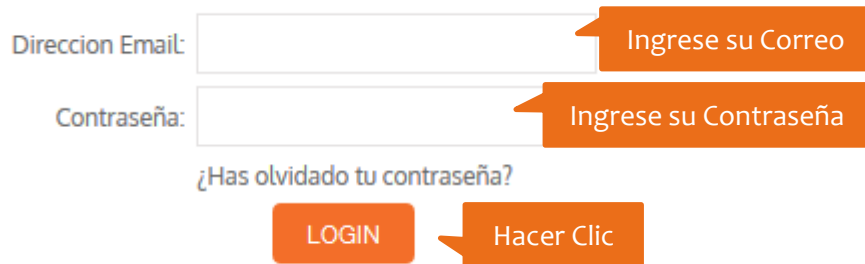 Direccion Email: Ingrese su Correo
Contraseña: Ingrese su Contraseña
¿Has olvidado tu contraseña?
LOGIN Hacer Clic